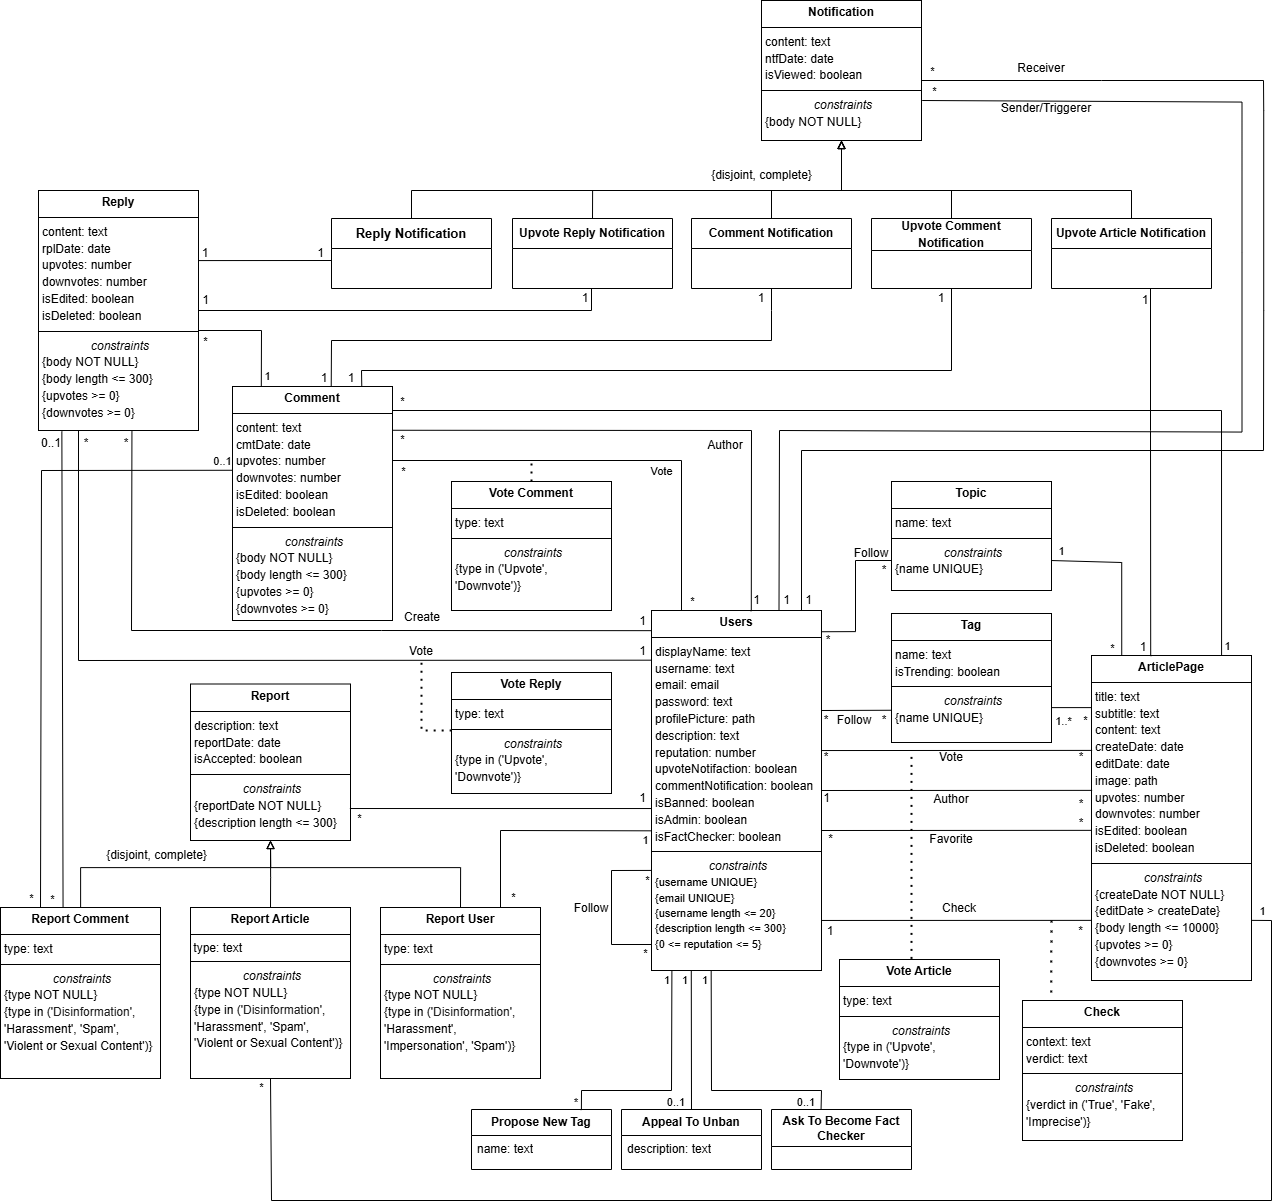 Notification
content: text
ntfDate: date
isViewed: boolean
constraints
{body NOT NULL}
*
Receiver
*
Sender/Triggerer
{disjoint, complete}
Reply
content: text
rplDate: date
upvotes: number
downvotes: number
isEdited: boolean
isDeleted: boolean
constraints
{body NOT NULL}
{body length <= 300}
{upvotes >= 0}
{downvotes >= 0}
Reply Notification
Upvote Reply Notification
Comment Notification
Upvote Comment
Notification
Upvote Article Notification
1
1
1
1
1
1
1
*
1
1
1
Comment
content: text
cmtDate: date
upvotes: number
downvotes: number
isEdited: boolean
isDeleted: boolean
constraints
{body NOT NULL}
{body length <= 300}
{upvotes >= 0}
{downvotes >= 0}
*
*
Author
*
Vote
0..1
*
*
0..1
Vote Comment
type: text
constraints
{type in ('Upvote',
'Downvote')}
Topic
name: text
constraints
{name UNIQUE}
Follow
*
1
*
1
1
1
Create
1
*
Vote
1
Users
displayName: text
username: text
email: email
password: text
profilePicture: path
description: text
reputation: number
upvoteNotifaction: boolean
commentNotification: boolean
isBanned: boolean
isAdmin: boolean
isFactChecker: boolean
constraints
{username UNIQUE}
{email UNIQUE}
{username length <= 20}
{description length <= 300}
{0 <= reputation <= 5}
Tag
name: text
isTrending: boolean
constraints
{name UNIQUE}
*
1
1
ArticlePage
title: text
subtitle: text
content: text
createDate: date
editDate: date
image: path
upvotes: number
downvotes: number
isEdited: boolean
isDeleted: boolean
constraints
{createDate NOT NULL}
{editDate > createDate}
{body length <= 10000}
{upvotes >= 0}
{downvotes >= 0}
*
Follow
*
1..*
*
*
Vote
*
1
Author
*
*
Favorite
*
Check
1
*
1
Vote Reply
type: text
constraints
{type in ('Upvote',
'Downvote')}
Report
description: text
reportDate: date
isAccepted: boolean
constraints
{reportDate NOT NULL}
{description length <= 300}
*
1
1
{disjoint, complete}
*
*
*
Follow
*
*
Report Comment
type: text
constraints
{type NOT NULL}
{type in ('Disinformation',
'Harassment', 'Spam',
'Violent or Sexual Content')}
Report Article
type: text
constraints
{type NOT NULL}
{type in ('Disinformation',
'Harassment', 'Spam',
'Violent or Sexual Content')}
*
Report User
type: text
constraints
{type NOT NULL}
{type in ('Disinformation',
'Harassment',
'Impersonation', 'Spam')}
Vote Article
type: text
constraints
{type in ('Upvote',
'Downvote')}
Check
context: text
verdict: text
constraints
{verdict in ('True', 'Fake',
'Imprecise')}
1
1
1
*
0..1
0..1
Propose New Tag
name: text
Appeal To Unban
description: text
Ask To Become Fact
Checker